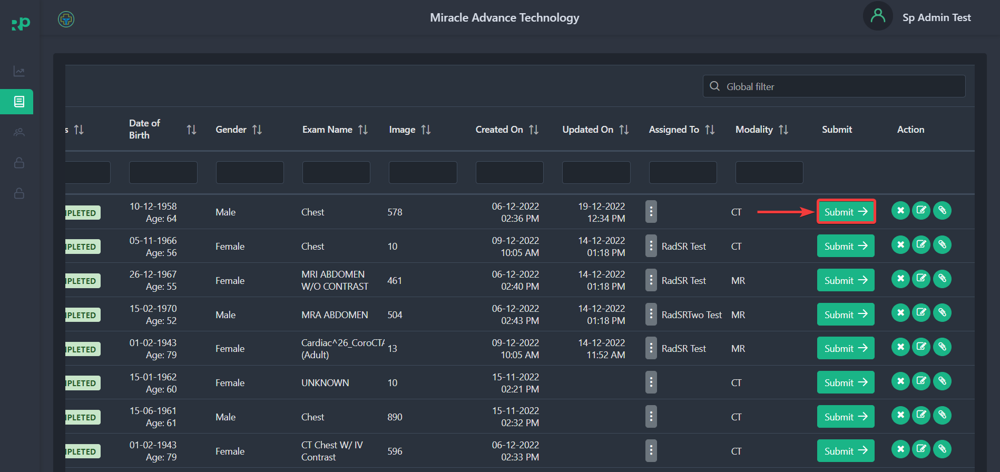 RP
Miracle Advance Technology
Sp Admin Test
Global filter
s
Date of
Birth
Gender
Exam Name
Image
Created On
Updated On
Assigned To
Modality
Submit
Action
MPLETED
10-12-1958
Age: 64
Male
Chest
578
06-12-2022
02:36 PM
19-12-2022
12:34 PM
CT
Submit
MPLETED
05-11-1966
Age: 56
Female
Chest
10
09-12-2022
10:05 AM
14-12-2022
01:18 PM
RadSR Test
CT
Submit
MPLETED
26-12-1967
Age: 55
Female
MRI ABDOMEN
W/O CONTRAST
461
06-12-2022
02:40 PM
14-12-2022
01:18 PM
RadSR Test
MR
Submit
MPLETED
15-02-1970
Age: 52
Male
MRA ABDOMEN
504
06-12-2022
02:43 PM
14-12-2022
01:18 PM
RadSRTwo Test
MR
Submit
MPLETED
01-02-1943
Age: 79
Female
Cardiac^26_CoroCTA
(Adult)
13
09-12-2022
10:05 AM
14-12-2022
11:52 AM
RadSR Test
MR
Submit
MPLETED
15-01-1962
Age: 60
Female
UNKNOWN
10
15-11-2022
02:21 PM
CT
Submit
MPLETED
15-06-1961
Age: 61
Male
Chest
890
15-11-2022
02:32 PM
CT
Submit
MPLETED
01-02-1943
Age: 79
Female
CT Chest W/ IV
Contrast
596
06-12-2022
02:33 PM
CT
Submit